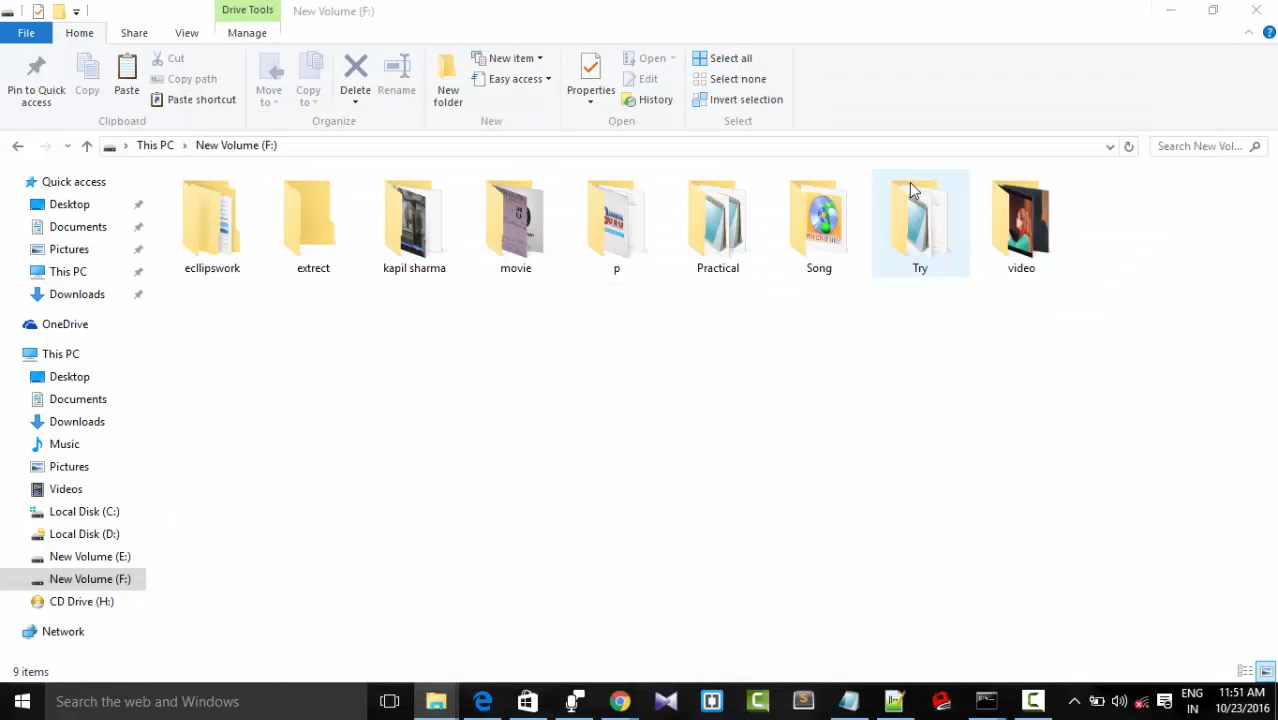 Drive Tools New Volume (F:)
File Home Share View Manage
Pin to Quick access
Copy
Paste
Cut
Copy path
Paste shortcut
Clipboard
Move to
Copy to
Delete
Rename
Organize
New folder
New item
Easy access
New
Properties
Open
Edit
History
Open
Select all
Select none
Invert selection
Select
This PC New Volume (F:)
Search New Vol...
Quick access
Desktop
Documents
Pictures
This PC
Downloads
OneDrive
This PC
Desktop
Documents
Downloads
Music
Pictures
Videos
Local Disk (C:)
Local Disk (D:)
New Volume (E:)
New Volume (F:)
CD Drive (H:)
Network
ecllipswork extrect kapil sharma movie p Practical Song Try video
9 items
Search the web and Windows
ENG
IN
11:51 AM
10/23/2016